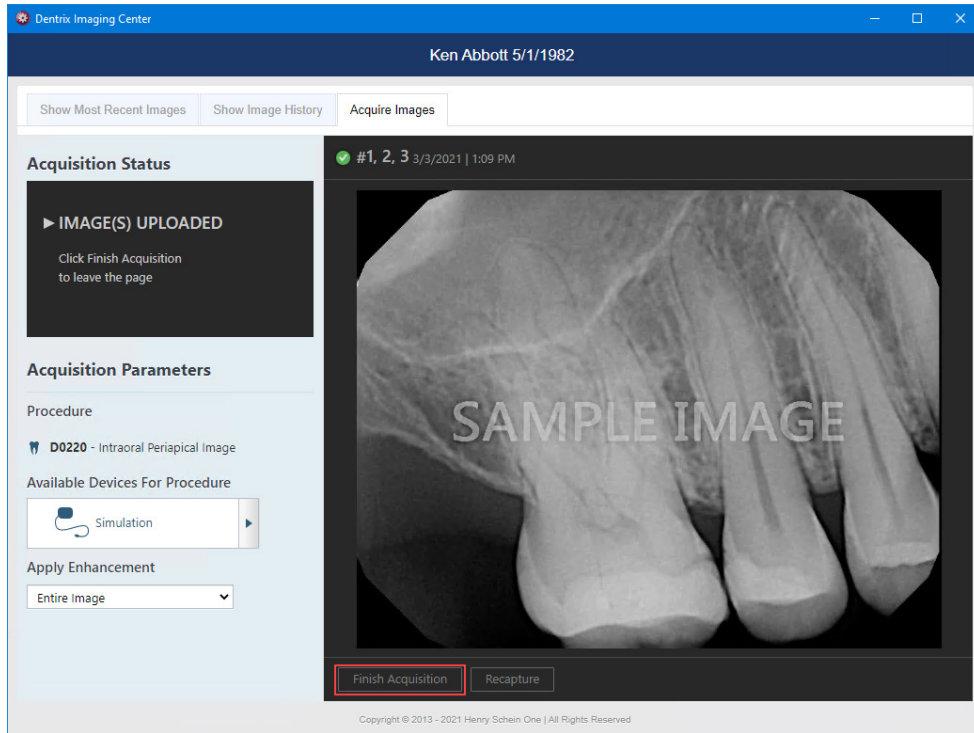 Dentrix Imaging Center
Ken Abbott 5/1/1982
Show Most Recent Images
Show Image History
Acquire Images
Acquisition Status
IMAGE(S) UPLOADED
Click Finish Acquisition
to leave the page
Acquisition Parameters
Procedure
D0220 - Intraoral Periapical Image
Available Devices For Procedure
Simulation
Apply Enhancement
Entire Image
#1, 2, 3 3/3/2021 | 1:09 PM
SAMPLE IMAGE
Finish Acquisition
Recapture
Copyright © 2013 - 2021 Henry Schein One | All Rights Reserved